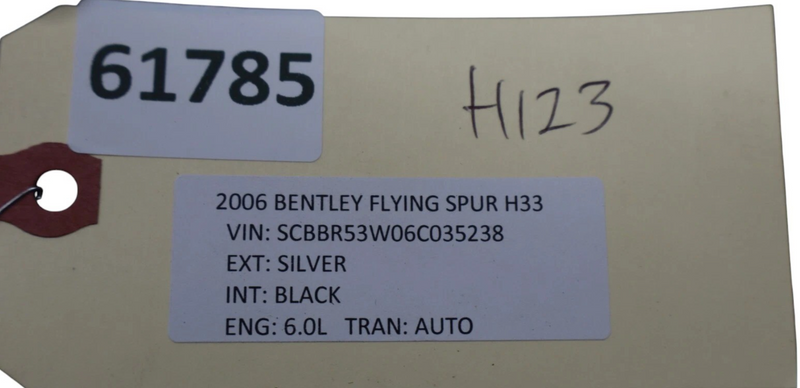 61785
H123
2006 BENTLEY FLYING SPUR H33
VIN: SCBBR53W06C035238
EXT: SILVER
INT: BLACK
ENG: 6.0L TRAN: AUTO